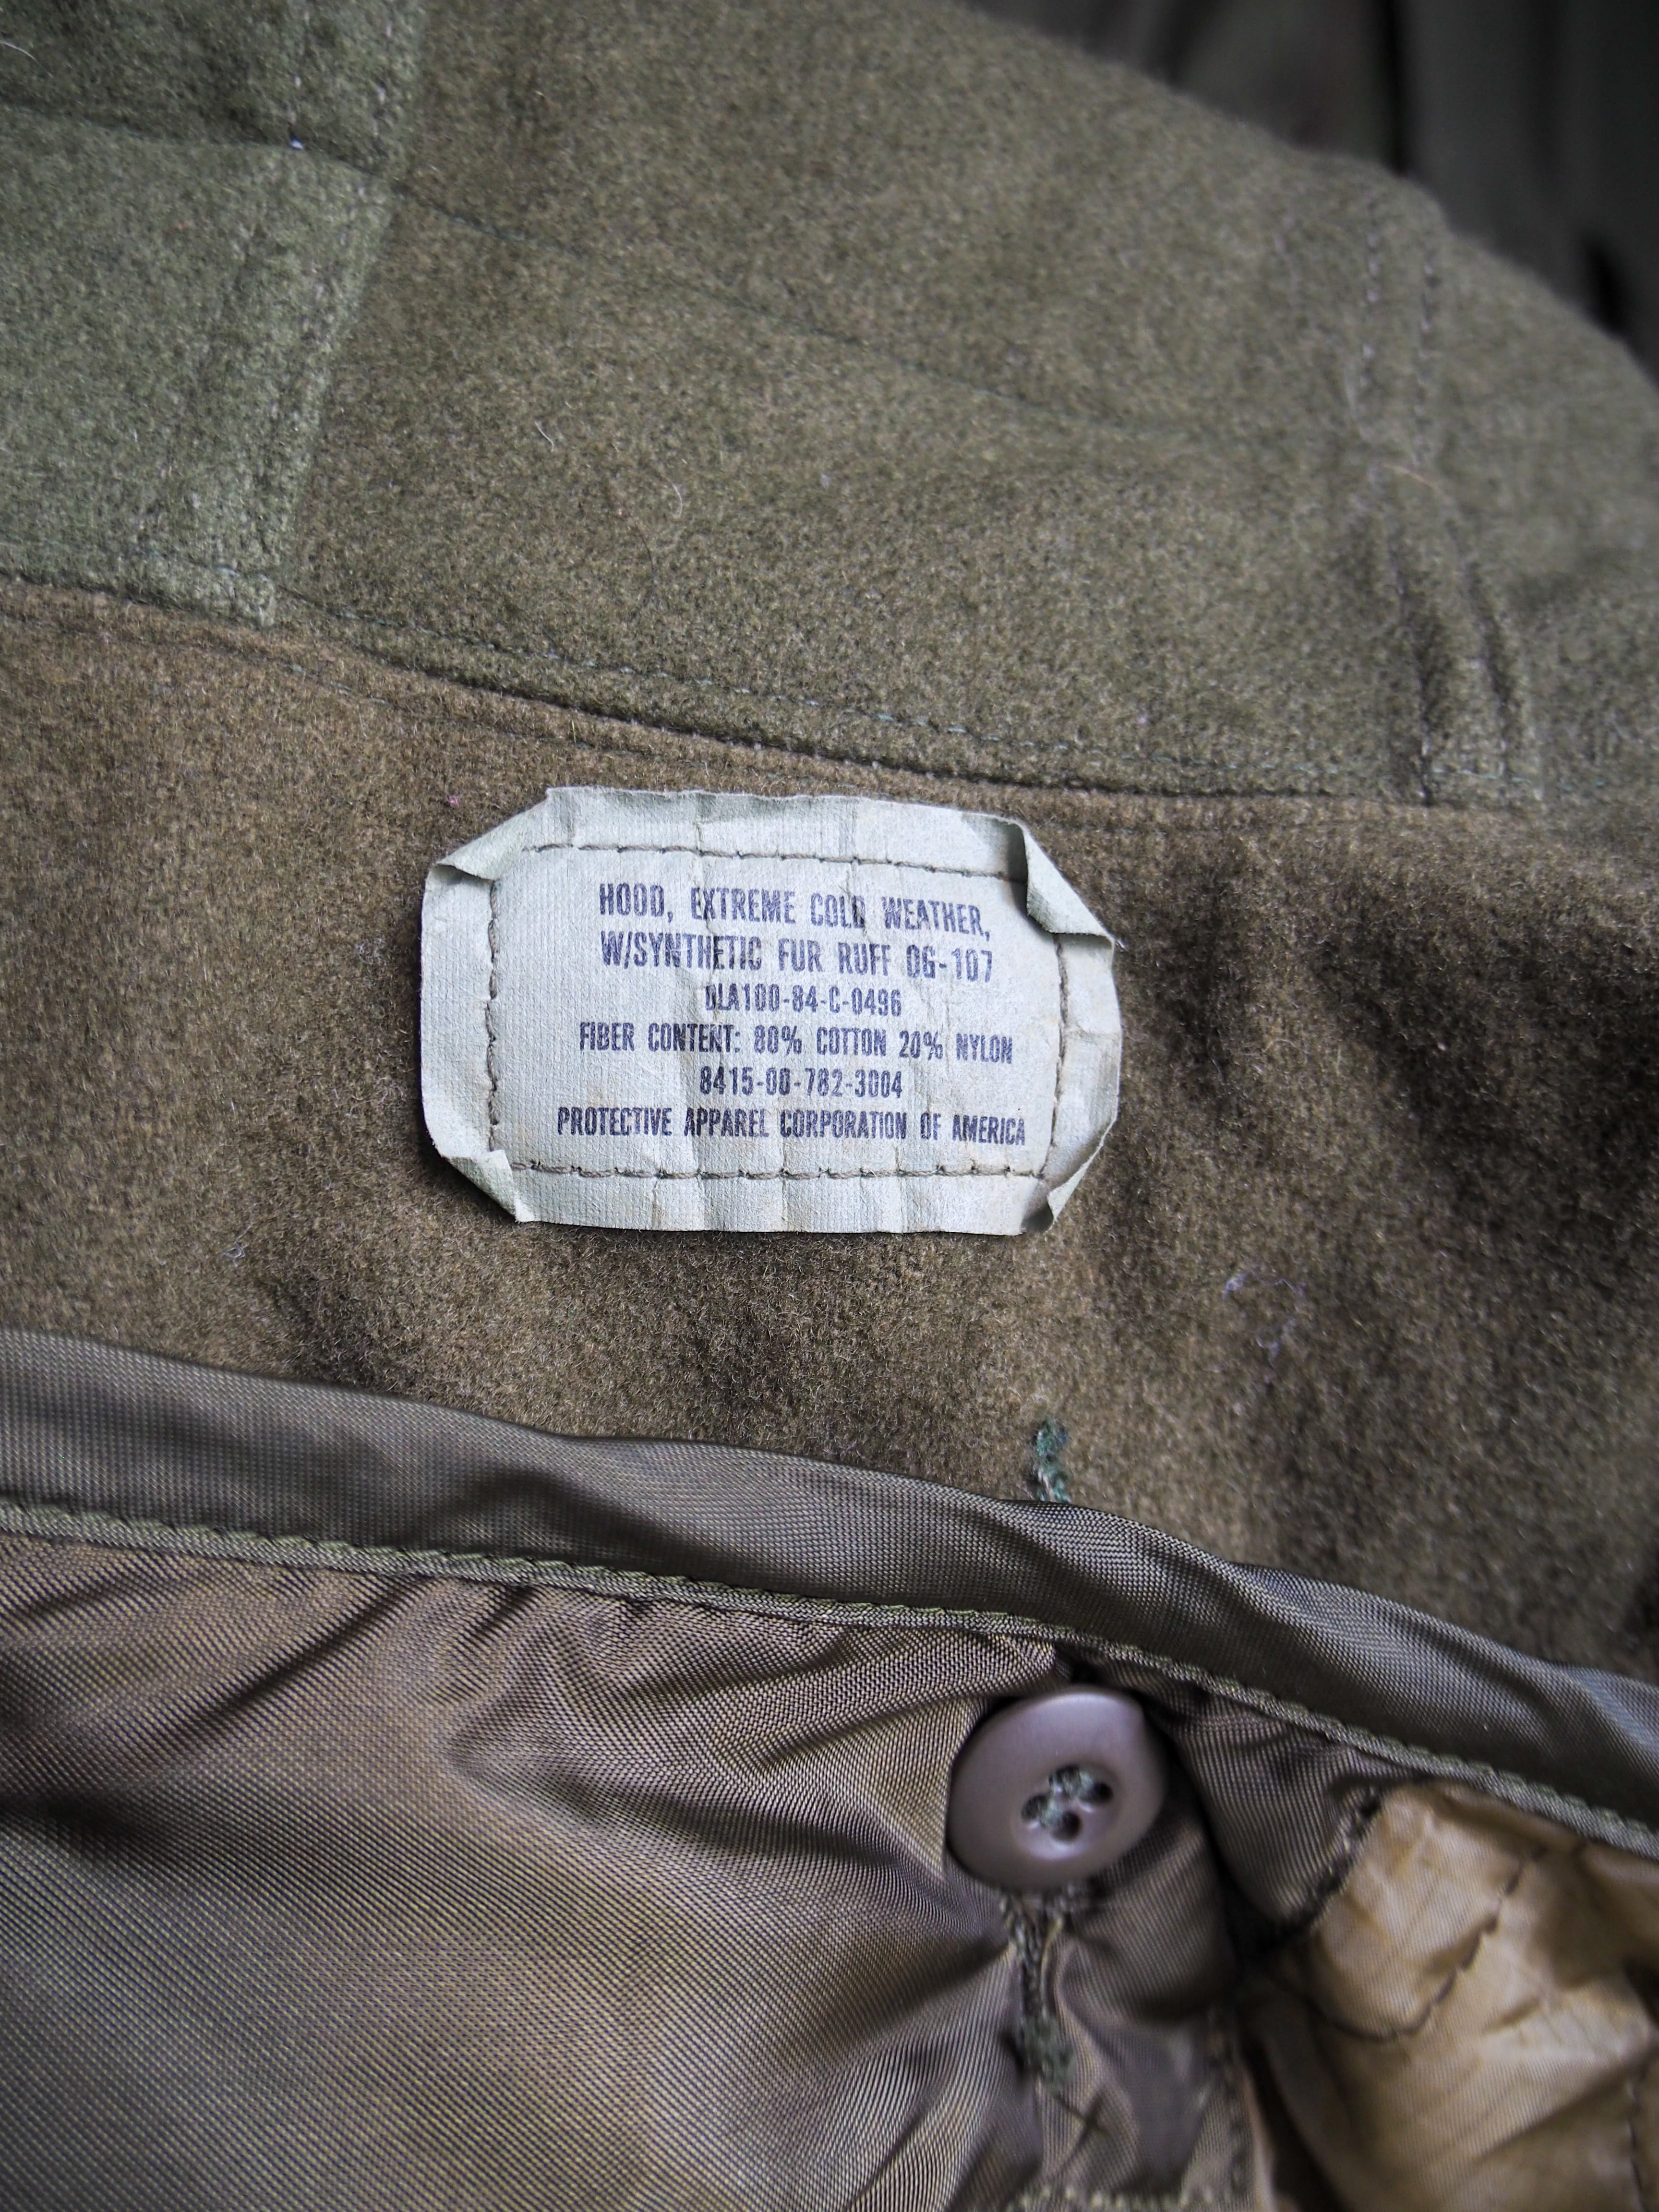 HOOD, EXTREME COLD WEATHER,
W/SYNTHETIC FUR RUFF OG-107
DLA100-84-C-0496
FIBER CONTENT: 80% COTTON 20% NYLON
8415-00-782-3004
PROTECTIVE APPAREL CORPORATION OF AMERICA